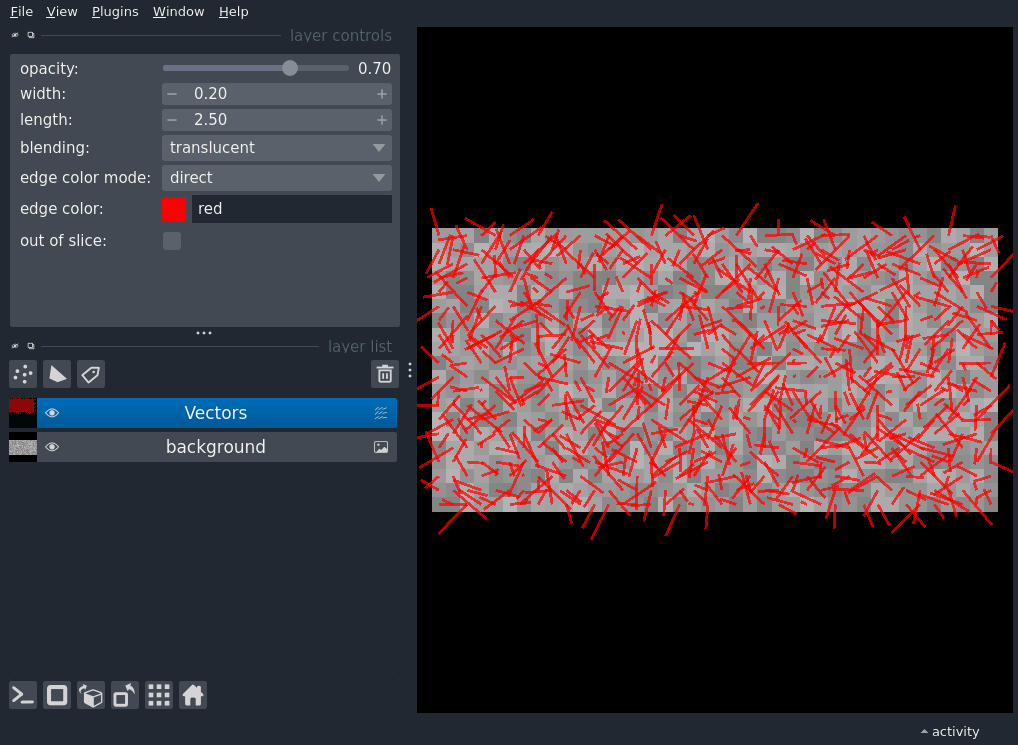 File View Plugins Window Help
layer controls
opacity: 0.70
width: − 0.20 +
length: − 2.50 +
blending: translucent
edge color mode: direct
edge color: red
out of slice:
layer list
Vectors
background
activity